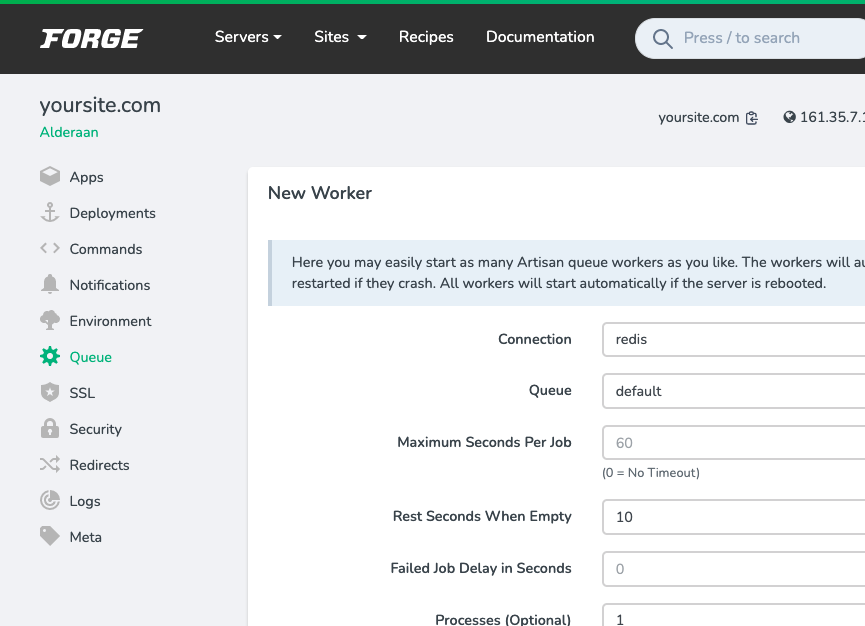 FORGE
Servers
Sites
Recipes
Documentation
Press / to search
yoursite.com
Alderaan
yoursite.com
161.35.7.1
Apps
Deployments
Commands
Notifications
Environment
Queue
SSL
Security
Redirects
Logs
Meta
New Worker
Here you may easily start as many Artisan queue workers as you like. The workers will
restarted if they crash. All workers will start automatically if the server is rebooted.
Connection
redis
Queue
default
Maximum Seconds Per Job
60
(0 = No Timeout)
Rest Seconds When Empty
10
Failed Job Delay in Seconds
0
Processes (Optional)
1